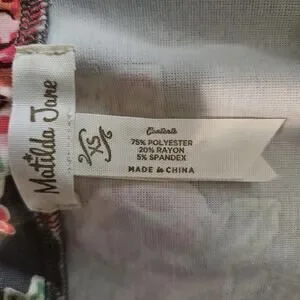 Matilda Jane
XS
Contents
75% POLYESTER
20% RAYON
5% SPANDEX
MADE IN CHINA